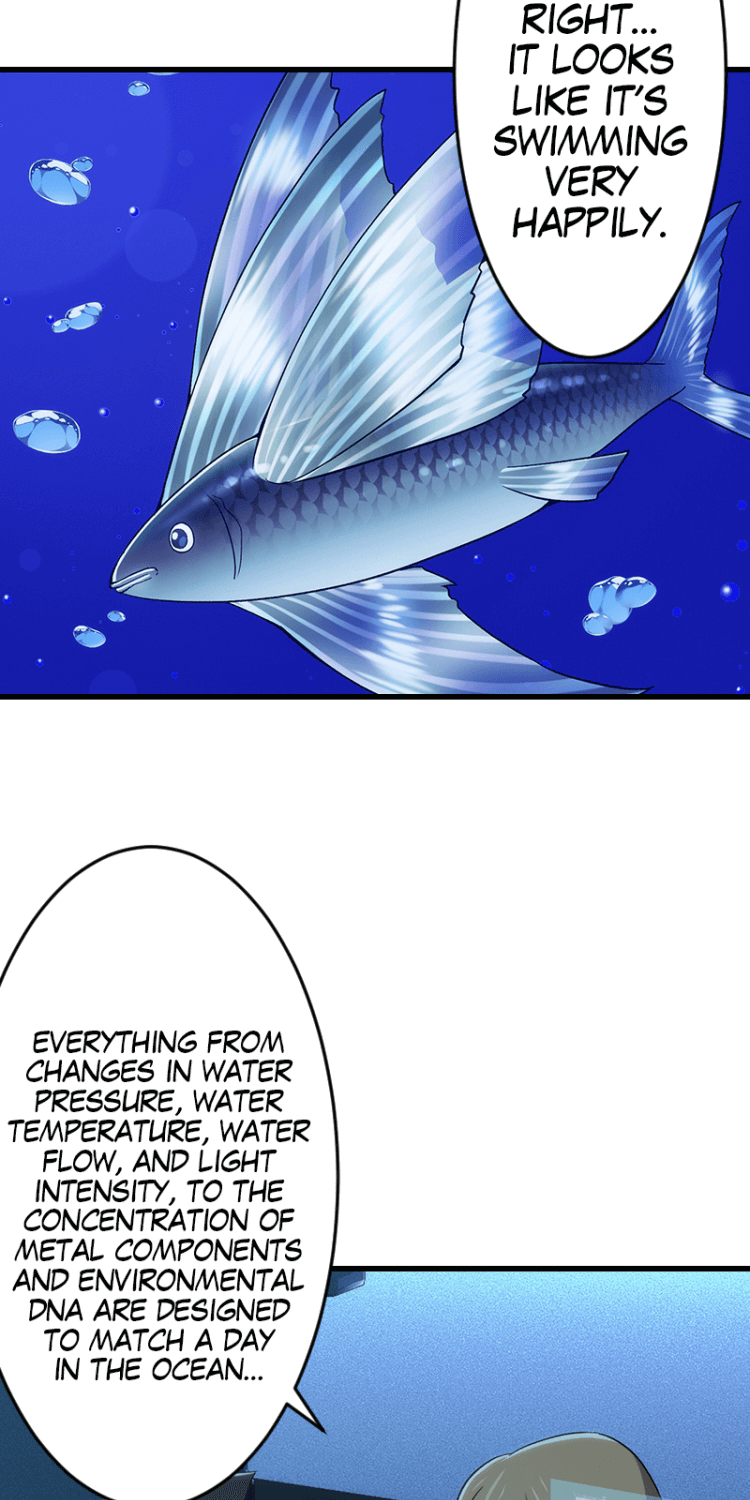 RIGHT...
IT LOOKS
LIKE IT'S
SWIMMING
VERY
HAPPILY.
EVERYTHING FROM
CHANGES IN WATER
PRESSURE, WATER
TEMPERATURE, WATER
FLOW, AND LIGHT
INTENSITY, TO THE
CONCENTRATION OF
METAL COMPONENTS
AND ENVIRONMENTAL
DNA ARE DESIGNED
TO MATCH A DAY
IN THE OCEAN...